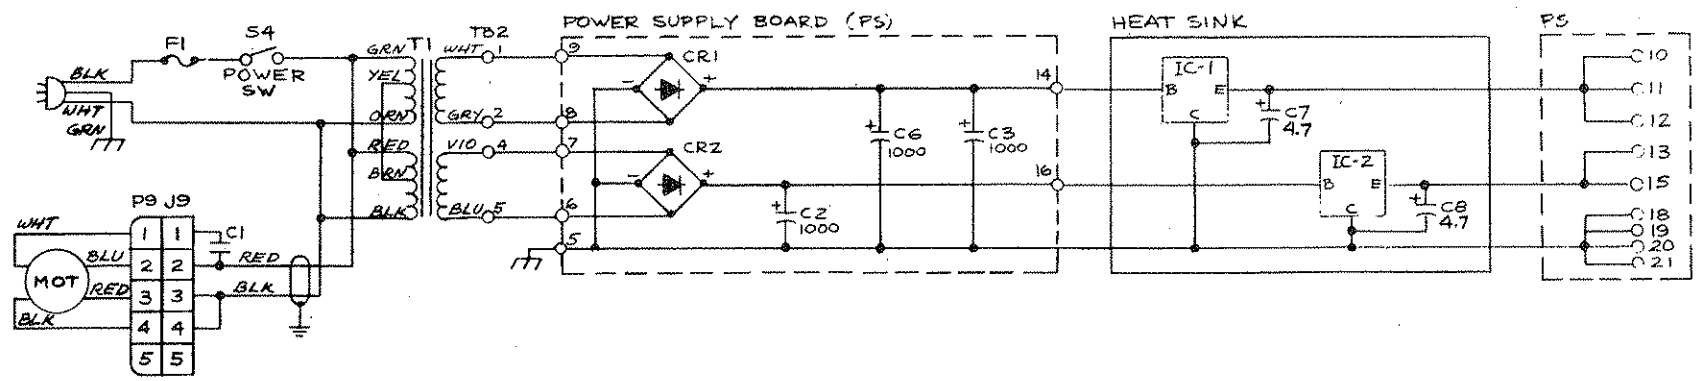 POWER SUPPLY BOARD (PS)
HEAT SINK
P5
F1
S4
POWER
SW
BLK
WHT
GRN
GRN
T1
YEL
ORN
RED
BRN
BLK
TB2
WHT 1
GRY 2
VIO 4
BLU 5
9
8
7
6
5
CR1
- +
CR2
- +
+ C6
1000
+ C3
1000
+ C2
1000
14
16
IC-1
B E
C
+ C7
4.7
IC-2
B E
C
+ C8
4.7
10
11
12
13
15
18
19
20
21
P9 J9
WHT
1 1
C1
BLU
2 2
RED
MOT
RED
3 3
BLK
BLK
4 4
5 5